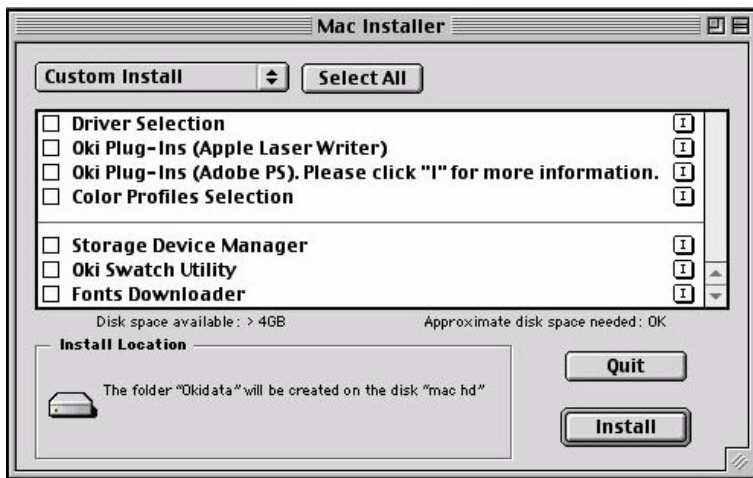 Mac Installer
Custom Install
Select All
Driver Selection I
Oki Plug-Ins (Apple Laser Writer) I
Oki Plug-Ins (Adobe PS). Please click "I" for more information. I
Color Profiles Selection I
Storage Device Manager I
Oki Swatch Utility I
Fonts Downloader I
Disk space available: > 4GB
Approximate disk space needed: 0K
Install Location
The folder "Okidata" will be created on the disk "mac hd"
Quit
Install